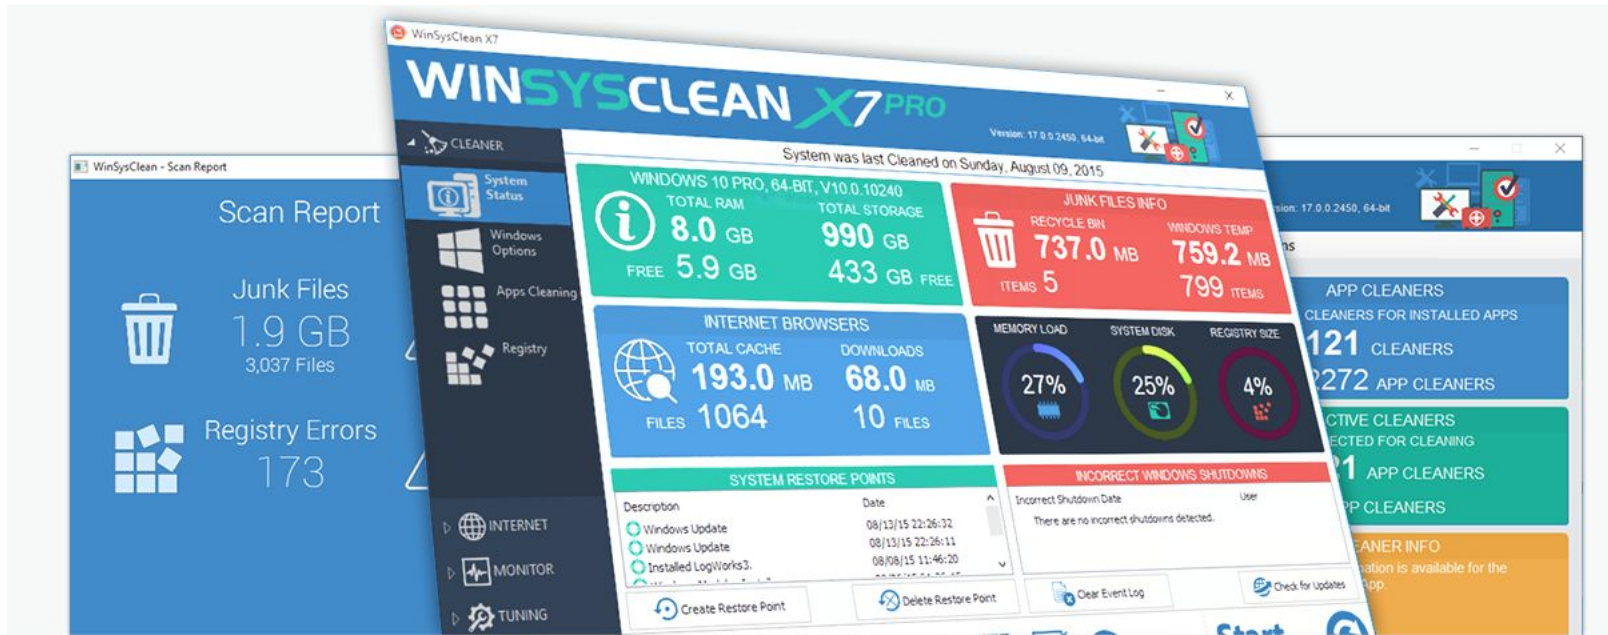 WinSysClean X7
WINSYSCLEAN X7 PRO
Version: 17.0.0.2450, 64-bit
System was last Cleaned on Sunday, August 09, 2015
CLEANER
System
Status
Windows
Options
Apps Cleaning
Registry
INTERNET
MONITOR
TUNING
WINDOWS 10 PRO, 64-BIT, V10.0.10240
TOTAL RAM
TOTAL STORAGE
8.0 GB
990 GB
FREE 5.9 GB
433 GB FREE
JUNK FILES INFO
RECYCLE BIN
WINDOWS TEMP
737.0 MB
759.2 MB
ITEMS 5
799 ITEMS
INTERNET BROWSERS
TOTAL CACHE
DOWNLOADS
193.0 MB
68.0 MB
FILES 1064
10 FILES
MEMORY LOAD
SYSTEM DISK
REGISTRY SIZE
27%
25%
4%
SYSTEM RESTORE POINTS
Description
Date
Windows Update
08/13/15 22:26:32
Windows Update
08/13/15 22:26:11
Installed LogWorks3.
08/08/15 11:46:20
INCORRECT WINDOWS SHUTDOWNS
Incorrect Shutdown Date
User
There are no incorrect shutdowns detected.
Create Restore Point
Delete Restore Point
Clear Event Log
Check for Updates
Start
WinSysClean - Scan Report
Scan Report
Junk Files
1.9 GB
3,037 Files
Registry Errors
173
17.0.0.2450, 64-bit
APP CLEANERS
CLEANERS FOR INSTALLED APPS
121 CLEANERS
2272 APP CLEANERS
CLEANERS
FOR CLEANING
APP CLEANERS
CLEANERS
INFO
is available for the